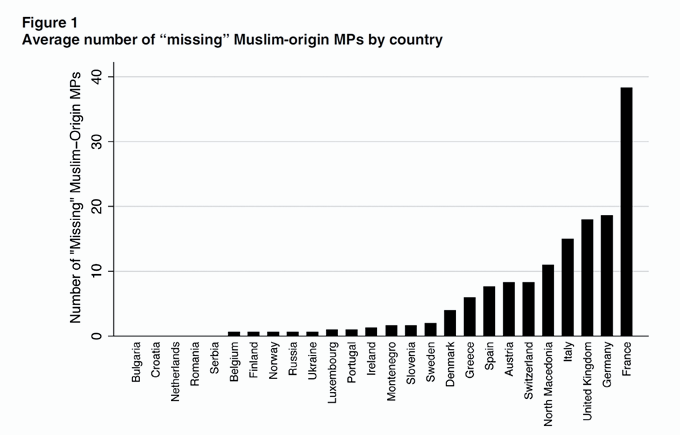 Figure 1
Average number of “missing” Muslim-origin MPs by country
Number of "Missing" Muslim−Origin MPs
40
30
20
10
0
Bulgaria
Croatia
Netherlands
Romania
Serbia
Belgium
Finland
Norway
Russia
Ukraine
Luxembourg
Portugal
Ireland
Montenegro
Slovenia
Sweden
Denmark
Greece
Spain
Austria
Switzerland
North Macedonia
Italy
United Kingdom
Germany
France